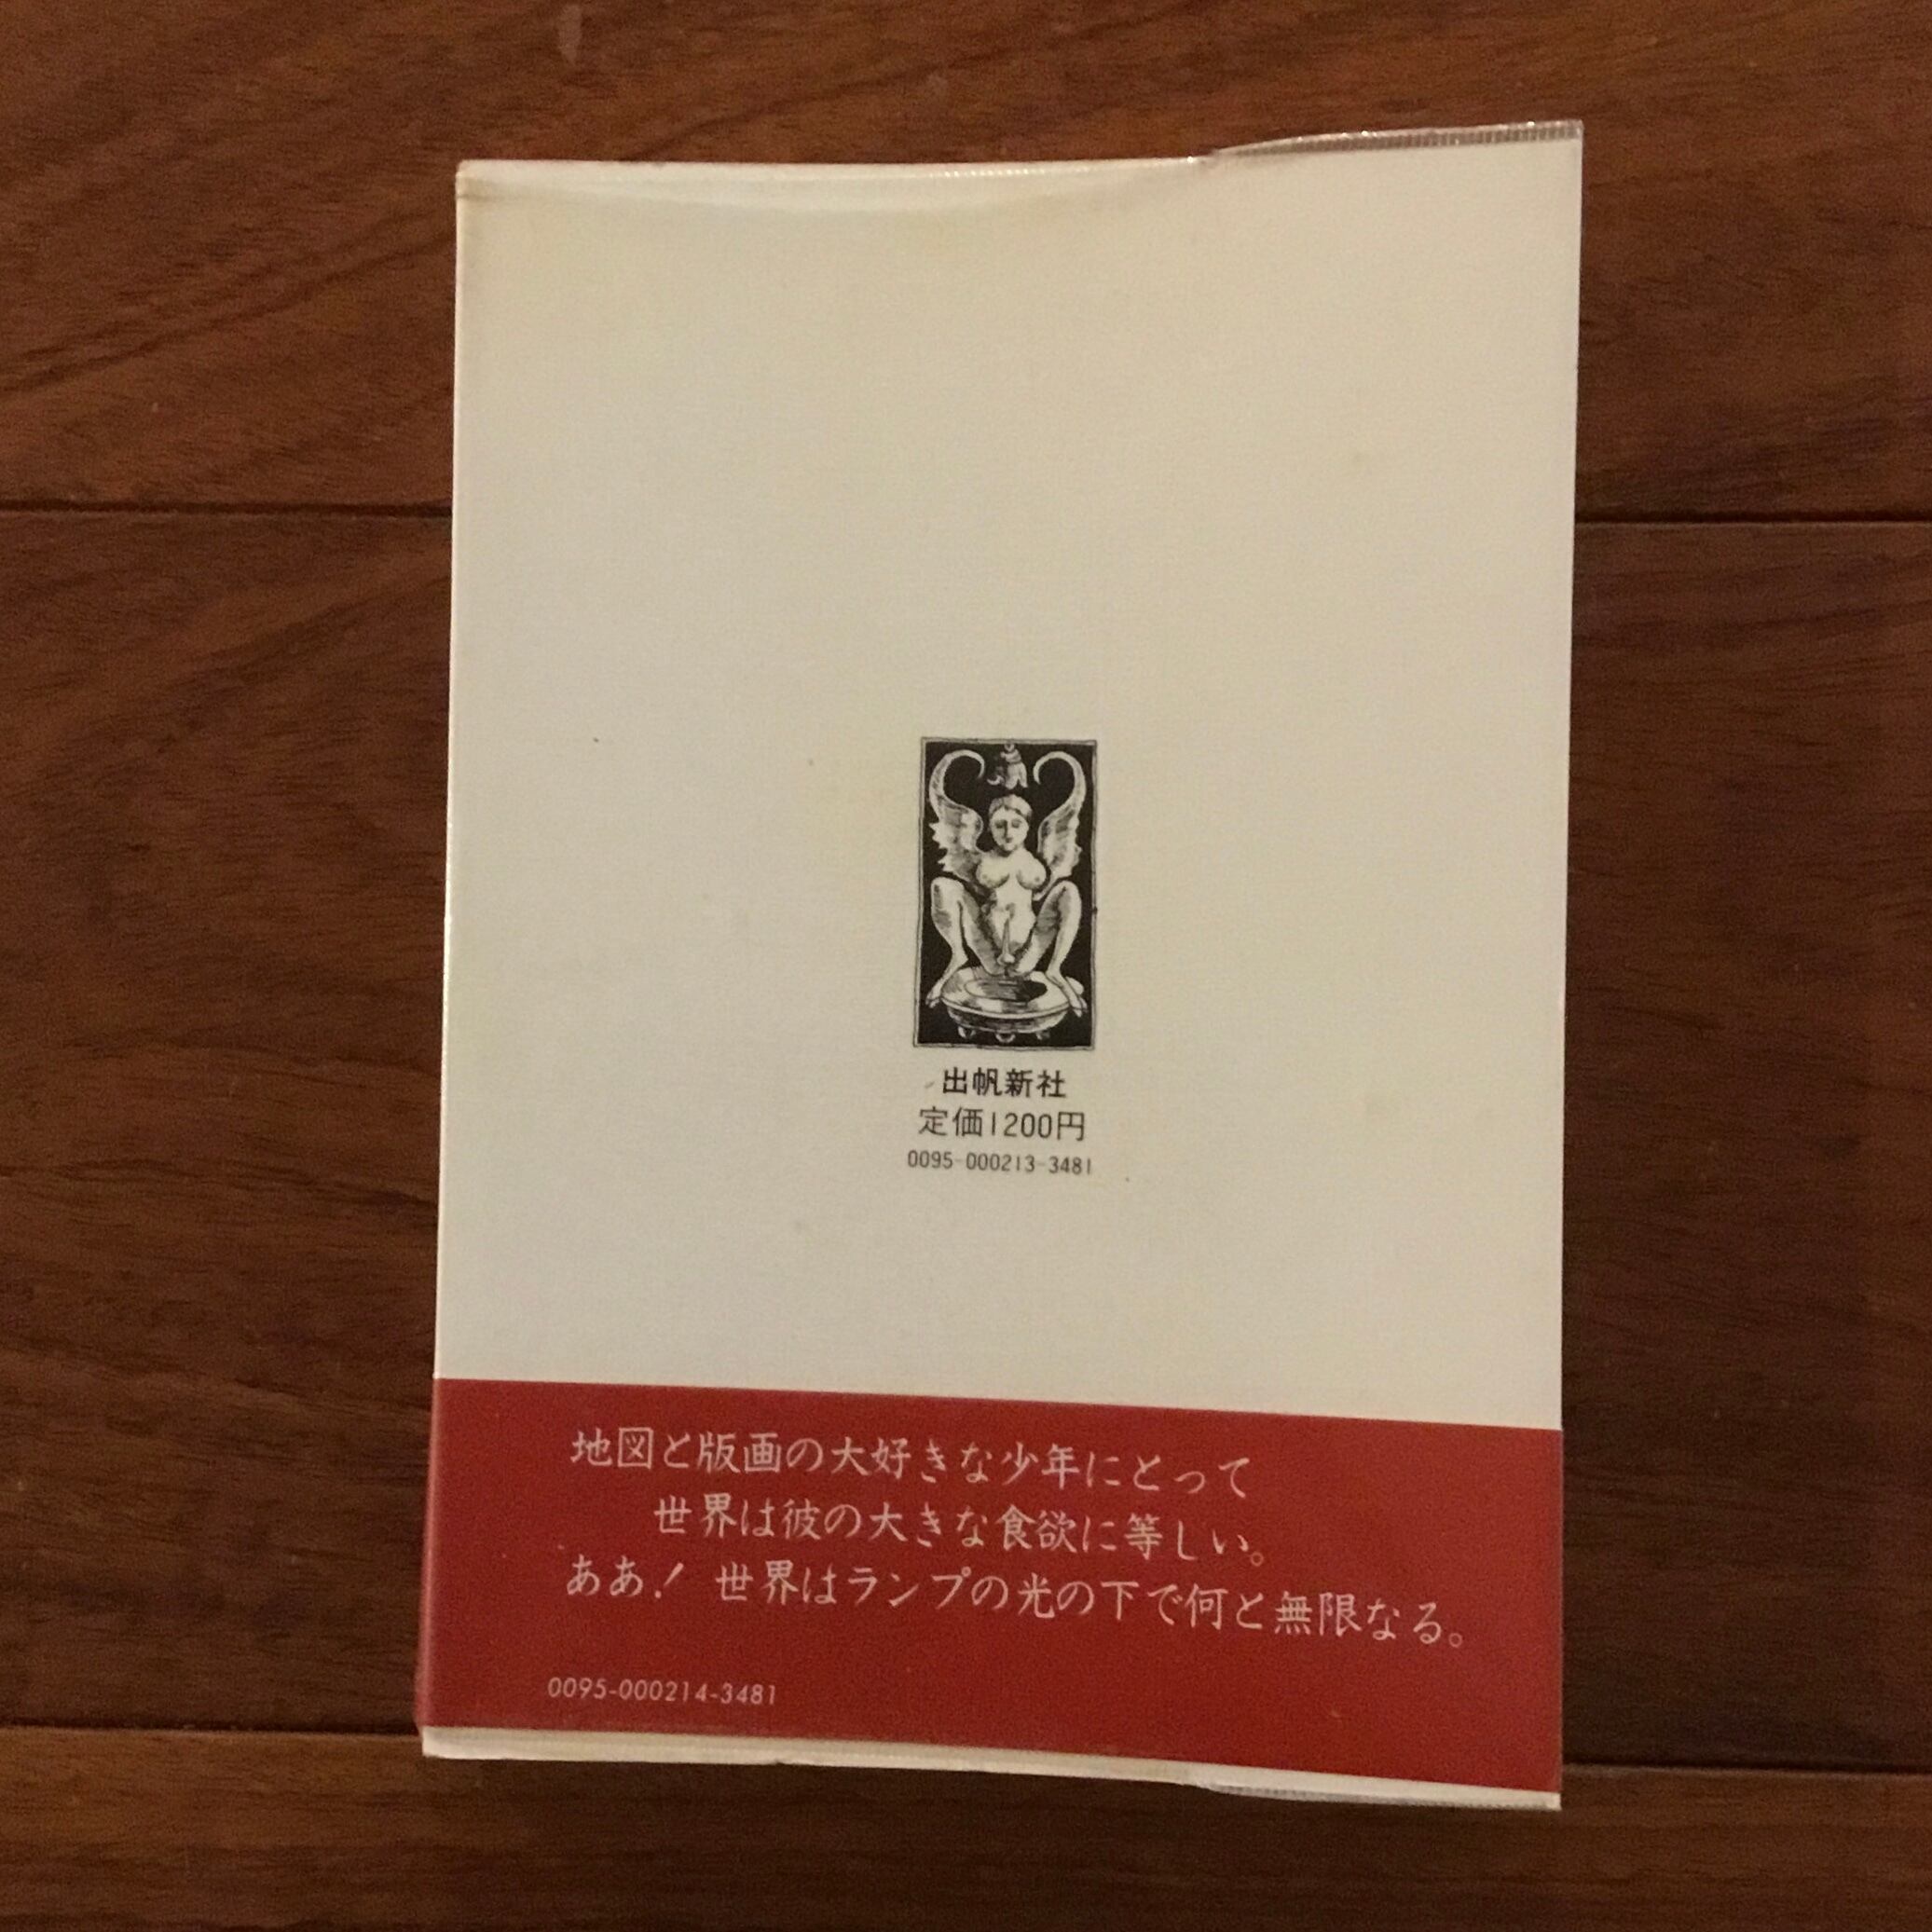 出帆新社
定価1200円
0095-000213-3481
地図と版画の大好きな少年にとって
世界は彼の大きな食欲に等しい。
ああ! 世界はランプの光の下で何と無限なる。
0095-000214-3481